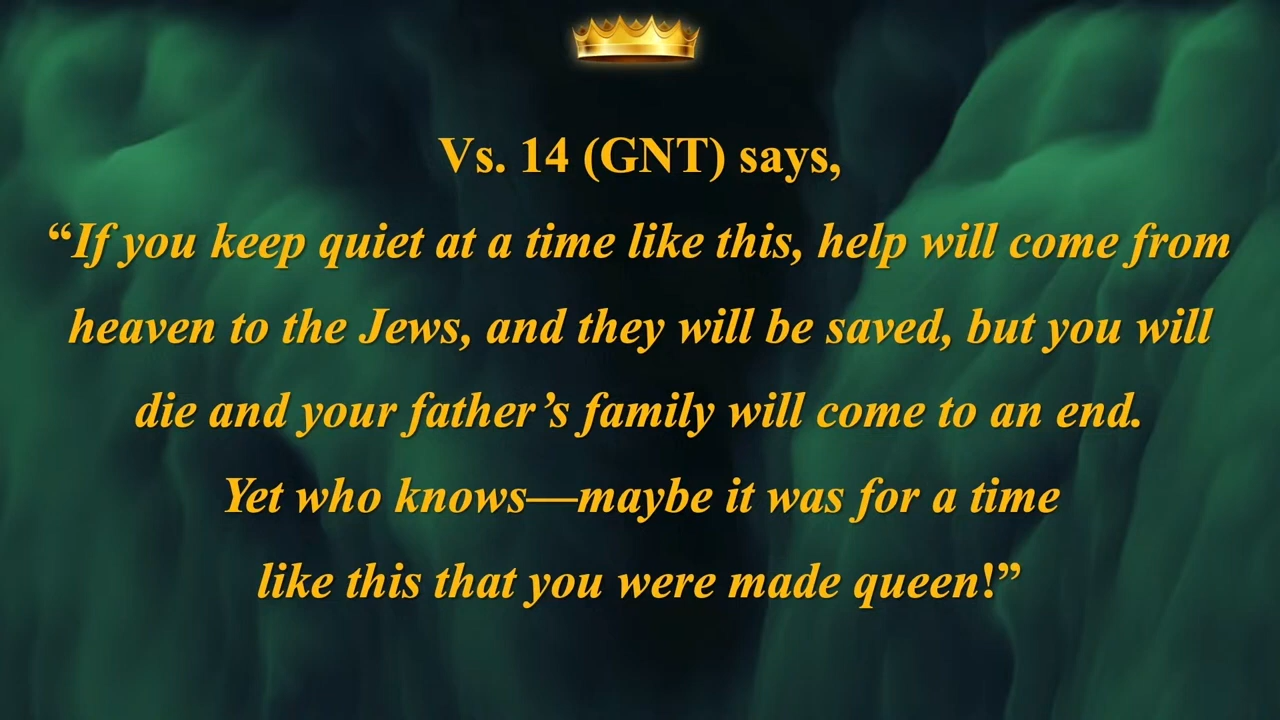 Vs. 14 (GNT) says,
“If you keep quiet at a time like this, help will come from
heaven to the Jews, and they will be saved, but you will
die and your father’s family will come to an end.
Yet who knows—maybe it was for a time
like this that you were made queen!”